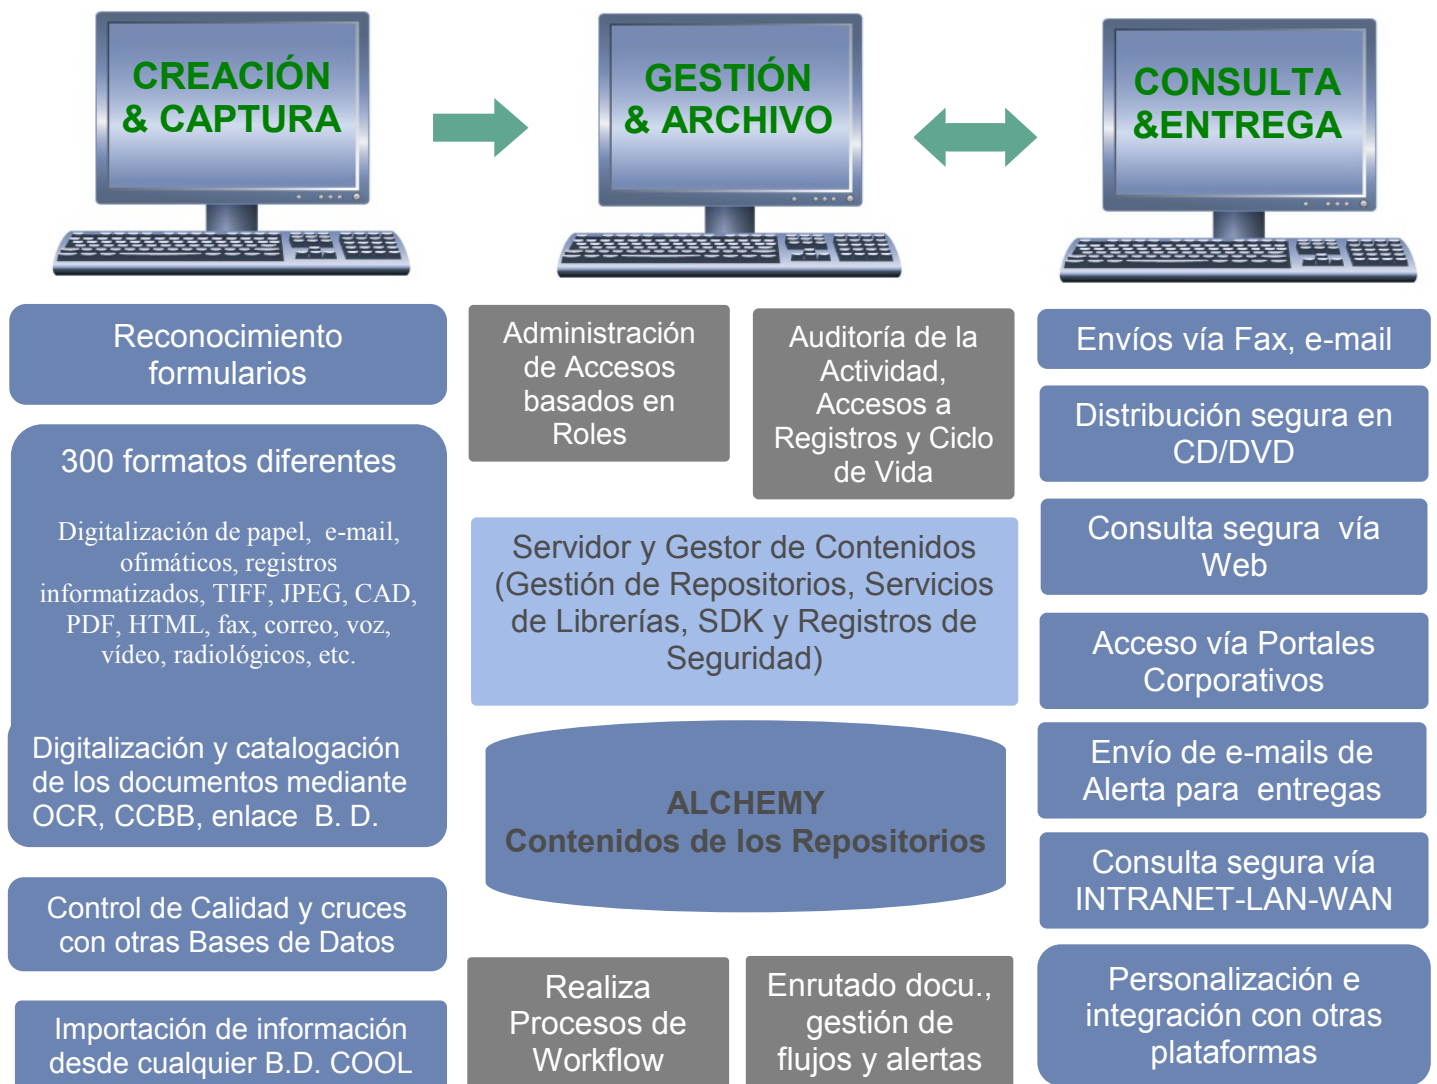 CREACIÓN
& CAPTURA
GESTIÓN
& ARCHIVO
CONSULTA
&ENTREGA
Reconocimiento
formularios
300 formatos diferentes
Digitalización de papel, e-mail,
ofimáticos, registros
informatizados, TIFF, JPEG, CAD,
PDF, HTML, fax, correo, voz,
vídeo, radiológicos, etc.
Digitalización y catalogación
de los documentos mediante
OCR, CCBB, enlace B. D.
Control de Calidad y cruces
con otras Bases de Datos
Importación de información
desde cualquier B.D. COOL
Administración
de Accesos
basados en
Roles
Auditoría de la
Actividad,
Accesos a
Registros y Ciclo
de Vida
Servidor y Gestor de Contenidos
(Gestión de Repositorios, Servicios
de Librerías, SDK y Registros de
Seguridad)
ALCHEMY
Contenidos de los Repositorios
Realiza
Procesos de
Workflow
Enrutado docu.,
gestión de
flujos y alertas
Envíos vía Fax, e-mail
Distribución segura en
CD/DVD
Consulta segura vía
Web
Acceso vía Portales
Corporativos
Envío de e-mails de
Alerta para entregas
Consulta segura vía
INTRANET-LAN-WAN
Personalización e
integración con otras
plataformas